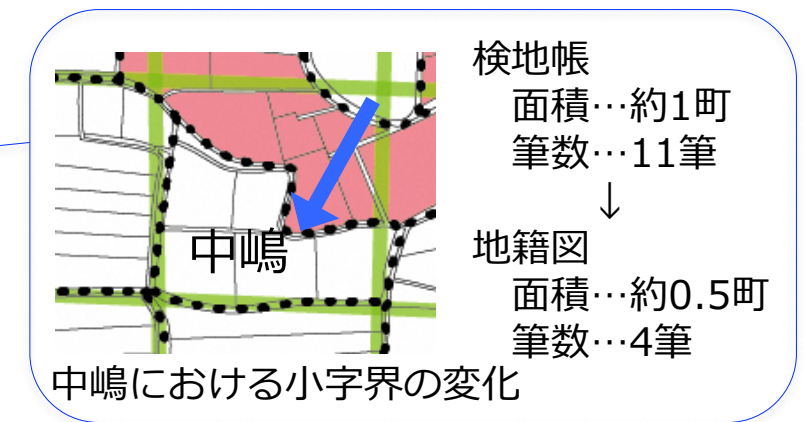 検地帳
面積…約1町
筆数…11筆
↓
地籍図
面積…約0.5町
筆数…4筆
中嶋
中嶋における小字界の変化